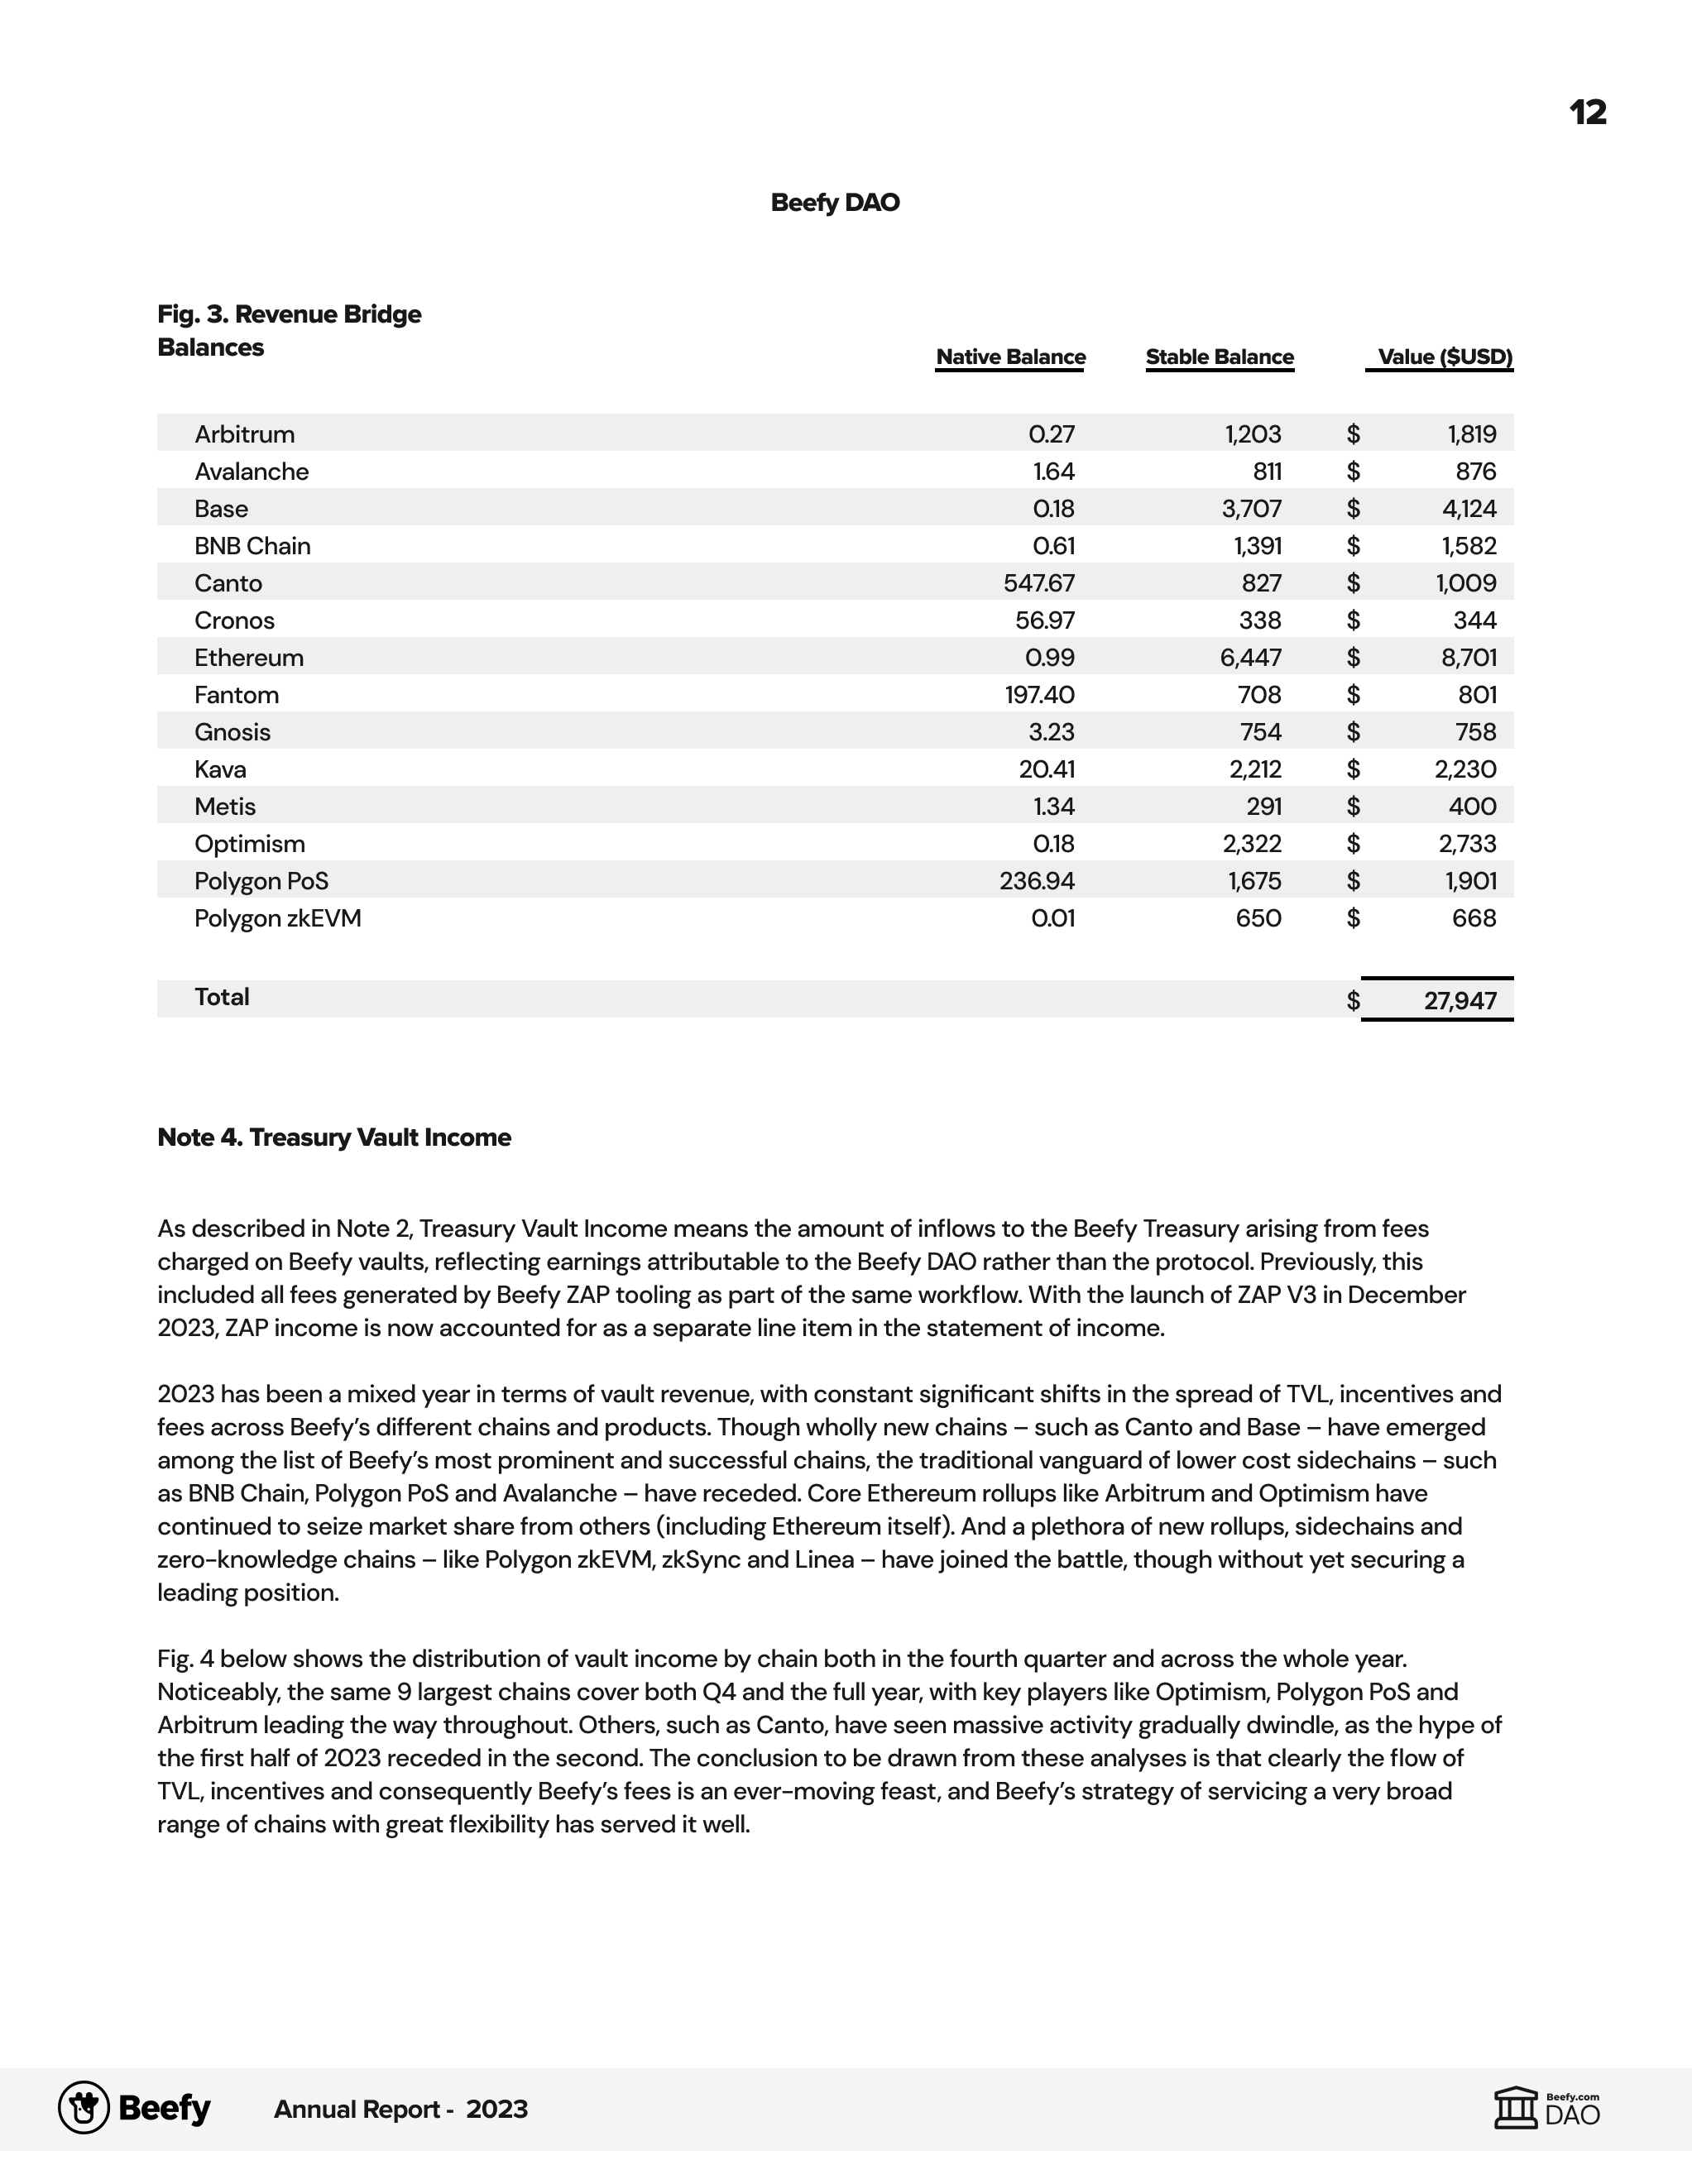 12
Beefy DAO
Fig. 3. Revenue Bridge
Balances
Native Balance Stable Balance Value ($USD)
Arbitrum 0.27 1,203 $ 1,819
Avalanche 1.64 811 $ 876
Base 0.18 3,707 $ 4,124
BNB Chain 0.61 1,391 $ 1,582
Canto 547.67 827 $ 1,009
Cronos 56.97 338 $ 344
Ethereum 0.99 6,447 $ 8,701
Fantom 197.40 708 $ 801
Gnosis 3.23 754 $ 758
Kava 20.41 2,212 $ 2,230
Metis 1.34 291 $ 400
Optimism 0.18 2,322 $ 2,733
Polygon PoS 236.94 1,675 $ 1,901
Polygon zkEVM 0.01 650 $ 668
Total $ 27,947
Note 4. Treasury Vault Income
As described in Note 2, Treasury Vault Income means the amount of inflows to the Beefy Treasury arising from fees
charged on Beefy vaults, reflecting earnings attributable to the Beefy DAO rather than the protocol. Previously, this
included all fees generated by Beefy ZAP tooling as part of the same workflow. With the launch of ZAP V3 in December
2023, ZAP income is now accounted for as a separate line item in the statement of income.
2023 has been a mixed year in terms of vault revenue, with constant significant shifts in the spread of TVL, incentives and
fees across Beefy's different chains and products. Though wholly new chains – such as Canto and Base – have emerged
among the list of Beefy's most prominent and successful chains, the traditional vanguard of lower cost sidechains – such
as BNB Chain, Polygon PoS and Avalanche – have receded. Core Ethereum rollups like Arbitrum and Optimism have
continued to seize market share from others (including Ethereum itself). And a plethora of new rollups, sidechains and
zero-knowledge chains – like Polygon zkEVM, zkSync and Linea – have joined the battle, though without yet securing a
leading position.
Fig. 4 below shows the distribution of vault income by chain both in the fourth quarter and across the whole year.
Noticeably, the same 9 largest chains cover both Q4 and the full year, with key players like Optimism, Polygon PoS and
Arbitrum leading the way throughout. Others, such as Canto, have seen massive activity gradually dwindle, as the hype of
the first half of 2023 receded in the second. The conclusion to be drawn from these analyses is that clearly the flow of
TVL, incentives and consequently Beefy's fees is an ever-moving feast, and Beefy's strategy of servicing a very broad
range of chains with great flexibility has served it well.
Beefy Annual Report - 2023
Beefy.com
DAO